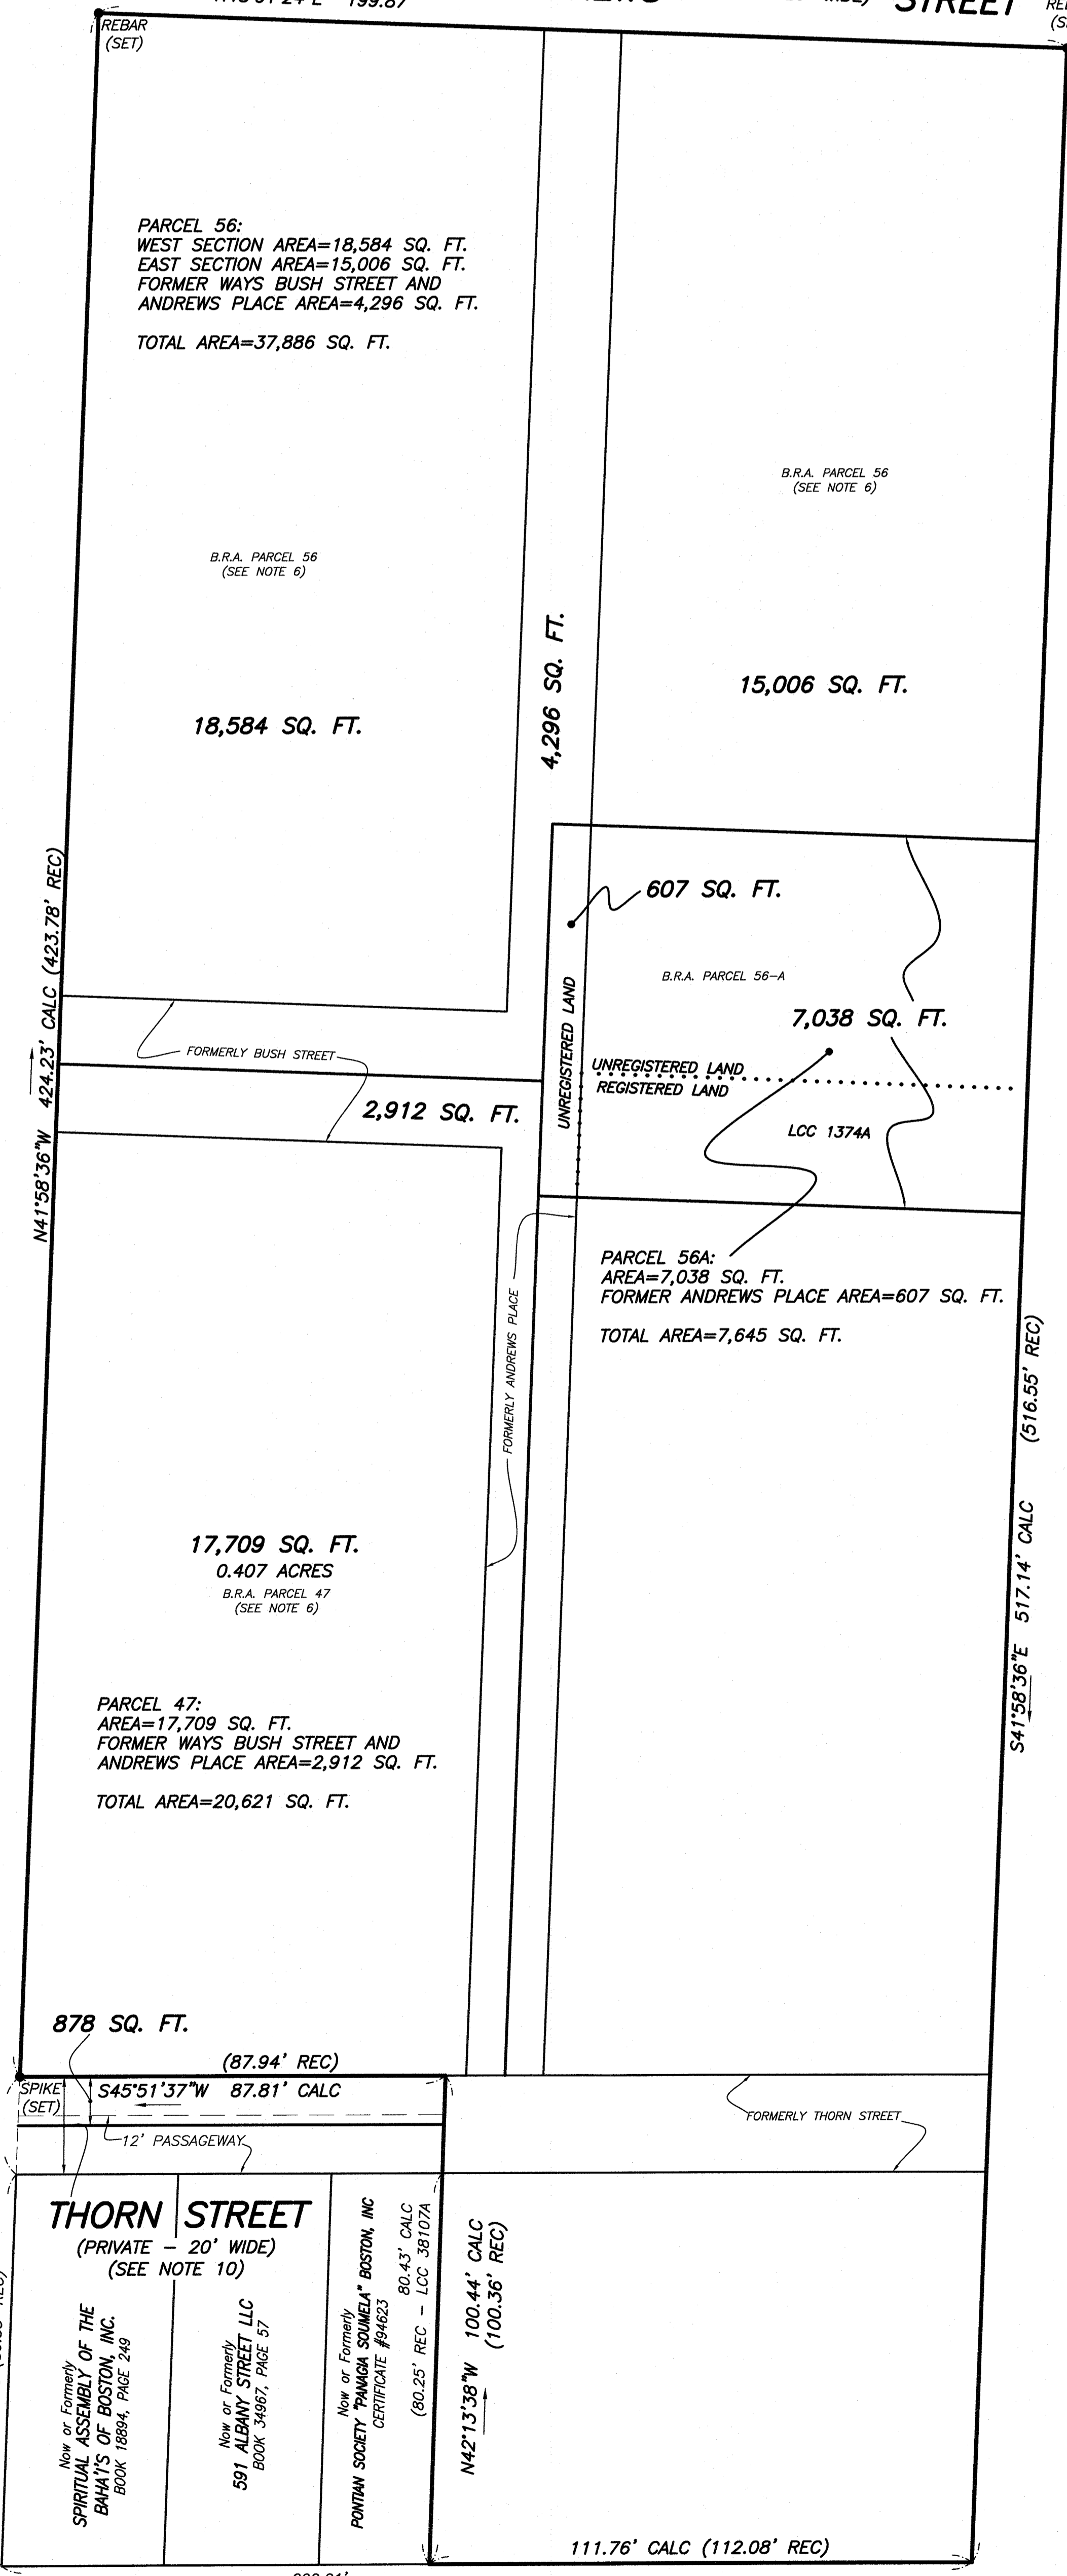 STREET
REBAR
(SET)
PARCEL 56:
WEST SECTION AREA=18,584 SQ. FT.
EAST SECTION AREA=15,006 SQ. FT.
FORMER WAYS BUSH STREET AND
ANDREWS PLACE AREA=4,296 SQ. FT.
TOTAL AREA=37,886 SQ. FT.
B.R.A. PARCEL 56
(SEE NOTE 6)
B.R.A. PARCEL 56
(SEE NOTE 6)
4,296 SQ. FT.
15,006 SQ. FT.
18,584 SQ. FT.
N41°58'36"W 424.23' CALC (423.78' REC)
607 SQ. FT.
B.R.A. PARCEL 56-A
7,038 SQ. FT.
UNREGISTERED LAND
UNREGISTERED LAND
REGISTERED LAND
LCC 1374A
FORMERLY BUSH STREET
2,912 SQ. FT.
PARCEL 56A:
AREA=7,038 SQ. FT.
FORMER ANDREWS PLACE AREA=607 SQ. FT.
TOTAL AREA=7,645 SQ. FT.
FORMERLY ANDREWS PLACE
S41°58'36"E 517.14' CALC (516.55' REC)
17,709 SQ. FT.
0.407 ACRES
B.R.A. PARCEL 47
(SEE NOTE 6)
PARCEL 47:
AREA=17,709 SQ. FT.
FORMER WAYS BUSH STREET AND
ANDREWS PLACE AREA=2,912 SQ. FT.
TOTAL AREA=20,621 SQ. FT.
878 SQ. FT.
(87.94' REC)
SPIKE
(SET)
S45°51'37"W 87.81' CALC
12' PASSAGEWAY
FORMERLY THORN STREET
THORN STREET
(PRIVATE - 20' WIDE)
(SEE NOTE 10)
Now or Formerly
SPIRITUAL ASSEMBLY OF THE
BAHA'I'S OF BOSTON, INC.
BOOK 18894, PAGE 249
Now or Formerly
591 ALBANY STREET LLC
BOOK 34967, PAGE 57
Now or Formerly
PONTIAN SOCIETY "PANAGIA SOUMELA" BOSTON, INC
CERTIFICATE #94623
80.43' CALC
(80.25' REC - LCC 38107A
N42°13'38"W 100.44' CALC
(100.36' REC)
111.76' CALC (112.08' REC)